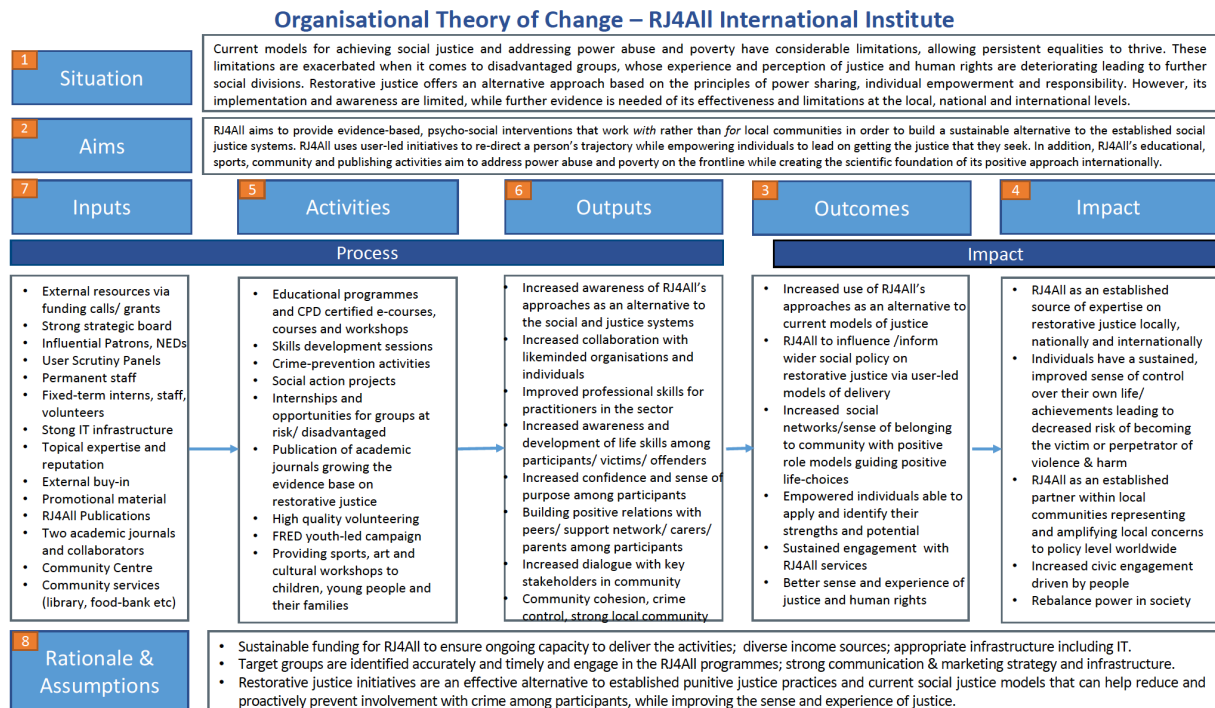 Organisational Theory of Change – RJ4All International Institute
1
Situation
Current models for achieving social justice and addressing power abuse and poverty have considerable limitations, allowing persistent equalities to thrive. These
limitations are exacerbated when it comes to disadvantaged groups, whose experience and perception of justice and human rights are deteriorating leading to further
social divisions. Restorative justice offers an alternative approach based on the principles of power sharing, individual empowerment and responsibility. However, its
implementation and awareness are limited, while further evidence is needed of its effectiveness and limitations at the local, national and international levels.
2
Aims
RJ4All aims to provide evidence-based, psycho-social interventions that work with rather than for local communities in order to build a sustainable alternative to the established social
justice systems. RJ4All uses user-led initiatives to re-direct a person's trajectory while empowering individuals to lead on getting the justice that they seek. In addition, RJ4All's educational,
sports, community and publishing activities aim to address power abuse and poverty on the frontline while creating the scientific foundation of its positive approach internationally.
7
Inputs
5
Activities
6
Outputs
3
Outcomes
4
Impact
Process
Impact
• External resources via
funding calls/ grants
• Strong strategic board
• Influential Patrons, NEDs
• User Scrutiny Panels
• Permanent staff
• Fixed-term interns, staff,
volunteers
• Stong IT infrastructure
• Topical expertise and
reputation
• External buy-in
• Promotional material
• RJ4All Publications
• Two academic journals
and collaborators
• Community Centre
• Community services
(library, food-bank etc)
• Educational programmes
and CPD certified e-courses,
courses and workshops
• Skills development sessions
• Crime-prevention activities
• Social action projects
• Internships and
opportunities for groups at
risk/ disadvantaged
• Publication of academic
journals growing the
evidence base on
restorative justice
• High quality volunteering
• FRED youth-led campaign
• Providing sports, art and
cultural workshops to
children, young people and
their families
• Increased awareness of RJ4All's
approaches as an alternative to
the social and justice systems
• Increased collaboration with
likeminded organisations and
individuals
• Improved professional skills for
practitioners in the sector
• Increased awareness and
development of life skills among
participants/ victims/ offenders
• Increased confidence and sense of
purpose among participants
• Building positive relations with
peers/ support network/ carers/
parents among participants
• Increased dialogue with key
stakeholders in community
• Community cohesion, crime
control, strong local community
• Increased use of RJ4All's
approaches as an alternative to
current models of justice
• RJ4All to influence /inform
wider social policy on
restorative justice via user-led
models of delivery
• Increased social
networks/sense of belonging
to community with positive
role models guiding positive
life-choices
• Empowered individuals able to
apply and identify their
strengths and potential
• Sustained engagement with
RJ4All services
• Better sense and experience of
justice and human rights
• RJ4All as an established
source of expertise on
restorative justice locally,
nationally and internationally
• Individuals have a sustained,
improved sense of control
over their own life/
achievements leading to
decreased risk of becoming
the victim or perpetrator of
violence & harm
• RJ4All as an established
partner within local
communities representing
and amplifying local concerns
to policy level worldwide
• Increased civic engagement
driven by people
• Rebalance power in society
8
Rationale &
Assumptions
• Sustainable funding for RJ4All to ensure ongoing capacity to deliver the activities; diverse income sources; appropriate infrastructure including IT.
• Target groups are identified accurately and timely and engage in the RJ4All programmes; strong communication & marketing strategy and infrastructure.
• Restorative justice initiatives are an effective alternative to established punitive justice practices and current social justice models that can help reduce and
proactively prevent involvement with crime among participants, while improving the sense and experience of justice.